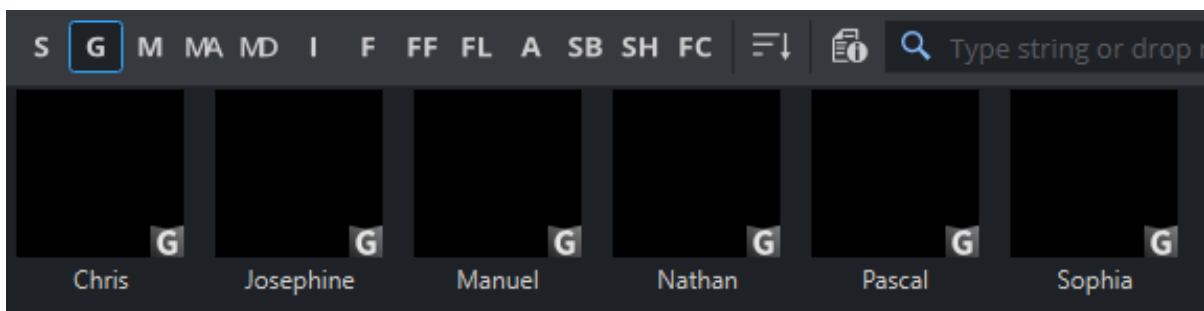 S G M MA MD I F FF FL A SB SH FC Type string or drop
G G G G G G
Chris Josephine Manuel Nathan Pascal Sophia